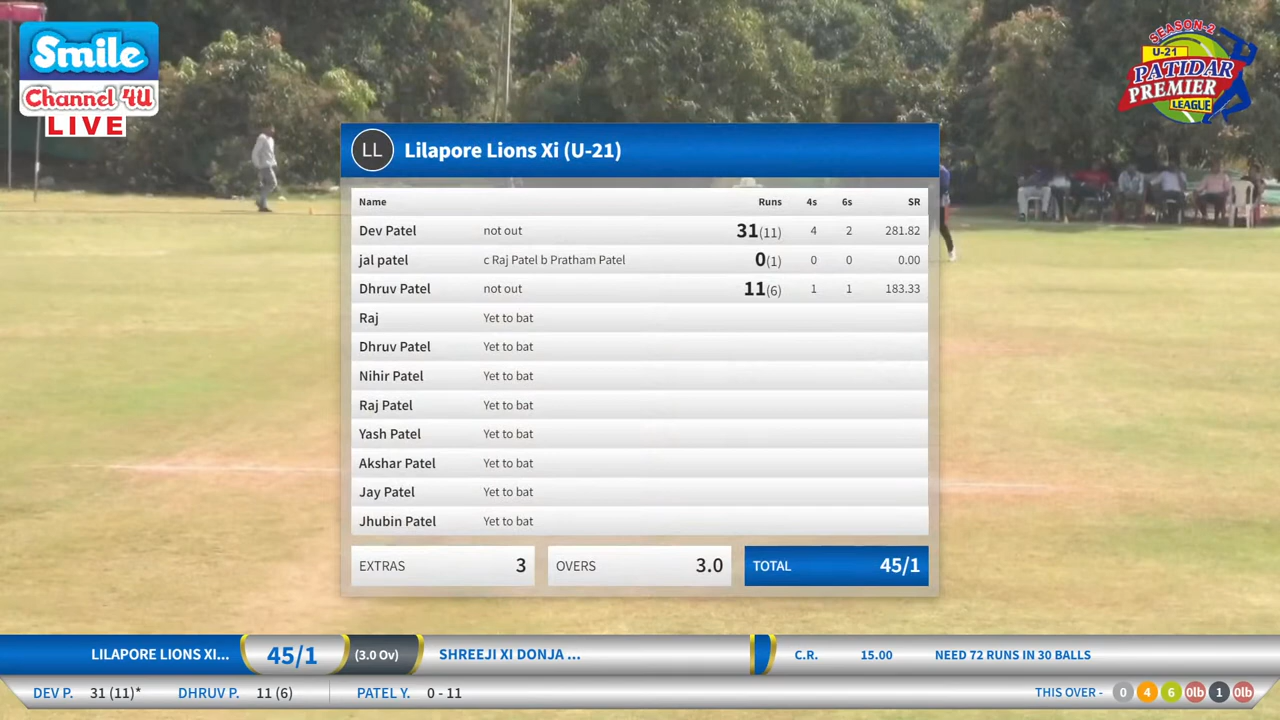 Smile
Channel 4U
LIVE
SEASON-2
U-21
PATIDAR
PREMIER
LEAGUE
LL Lilapore Lions Xi (U-21)
Name Runs 4s 6s SR
Dev Patel not out 31(11) 4 2 281.82
jal patel c Raj Patel b Pratham Patel 0(1) 0 0 0.00
Dhruv Patel not out 11(6) 1 1 183.33
Raj Yet to bat
Dhruv Patel Yet to bat
Nihir Patel Yet to bat
Raj Patel Yet to bat
Yash Patel Yet to bat
Akshar Patel Yet to bat
Jay Patel Yet to bat
Jhubin Patel Yet to bat
EXTRAS 3 OVERS 3.0 TOTAL 45/1
LILAPORE LIONS XI... 45/1 (3.0 Ov) SHREEJI XI DONJA ... C.R. 15.00 NEED 72 RUNS IN 30 BALLS
DEV P. 31 (11)* DHRUV P. 11 (6) PATEL Y. 0 - 11 THIS OVER - 0 4 6 0lb 1 0lb